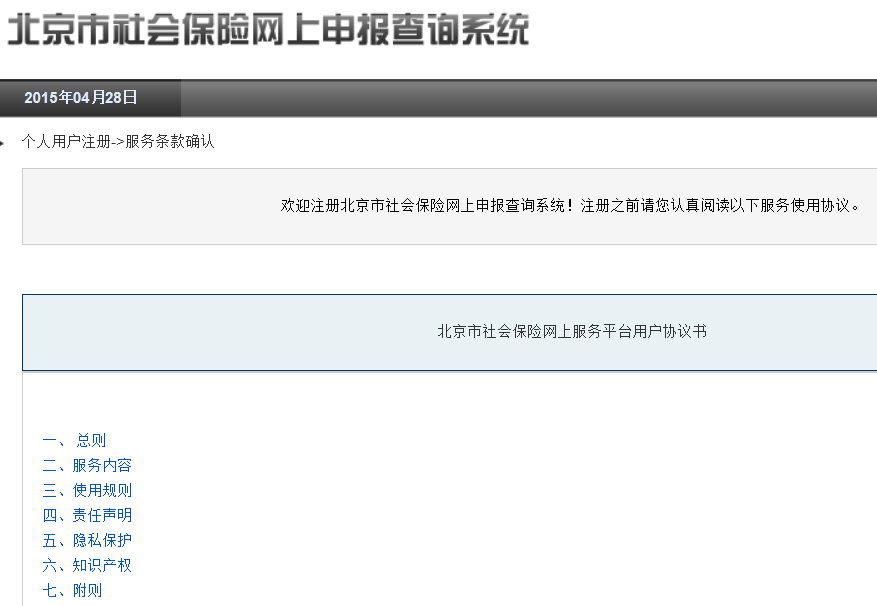 北京市社会保险网上申报查询系统
2015年04月28日
个人用户注册->服务条款确认
欢迎注册北京市社会保险网上申报查询系统！注册之前请您认真阅读以下服务使用协议。
北京市社会保险网上服务平台用户协议书
一、 总则
二、服务内容
三、使用规则
四、责任声明
五、隐私保护
六、知识产权
七、附则